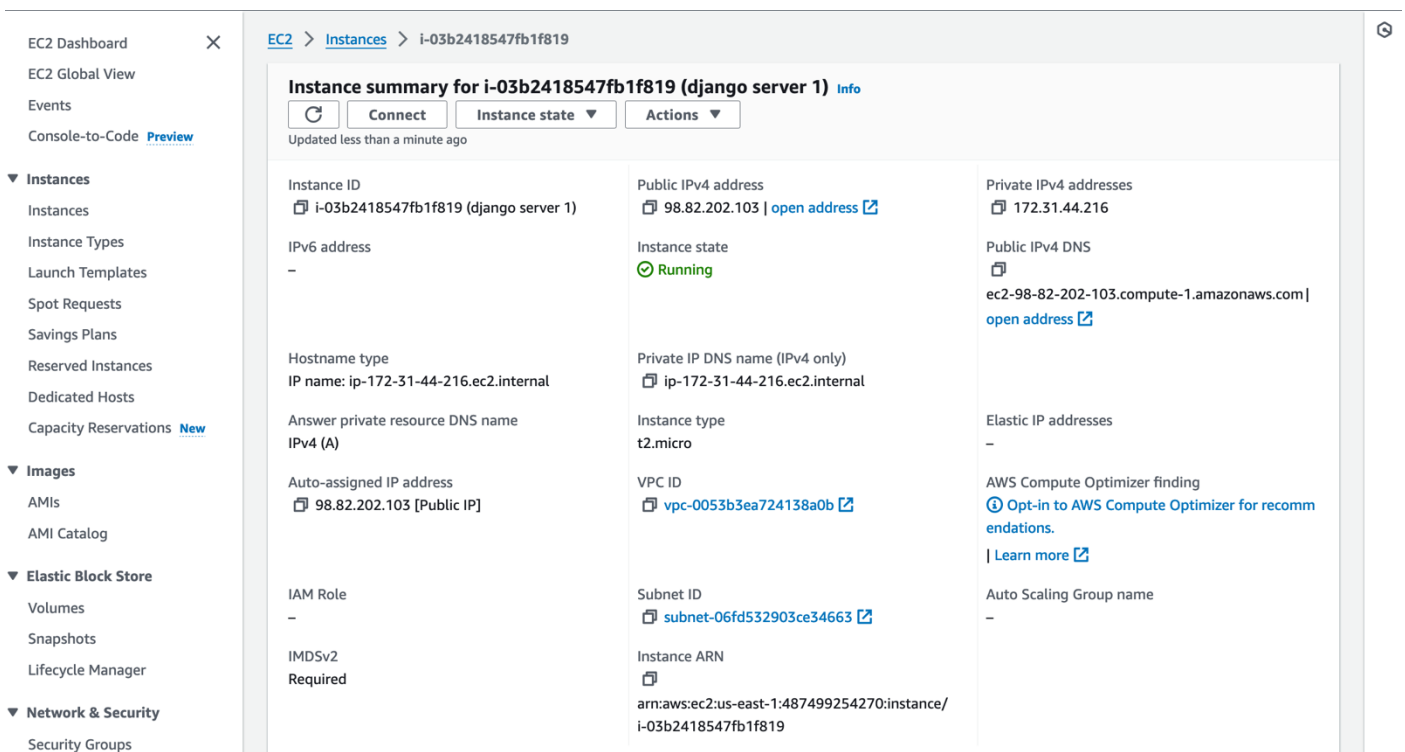 EC2 Dashboard
EC2 Global View
Events
Console-to-Code Preview
Instances
Instances
Instance Types
Launch Templates
Spot Requests
Savings Plans
Reserved Instances
Dedicated Hosts
Capacity Reservations New
Images
AMIs
AMI Catalog
Elastic Block Store
Volumes
Snapshots
Lifecycle Manager
Network & Security
Security Groups
EC2 > Instances > i-03b2418547fb1f819
Instance summary for i-03b2418547fb1f819 (django server 1) Info
Connect
Instance state
Actions
Updated less than a minute ago
Instance ID
i-03b2418547fb1f819 (django server 1)
Public IPv4 address
98.82.202.103 | open address
Private IPv4 addresses
172.31.44.216
IPv6 address
–
Instance state
Running
Public IPv4 DNS
ec2-98-82-202-103.compute-1.amazonaws.com |
open address
Hostname type
IP name: ip-172-31-44-216.ec2.internal
Private IP DNS name (IPv4 only)
ip-172-31-44-216.ec2.internal
Answer private resource DNS name
IPv4 (A)
Instance type
t2.micro
Elastic IP addresses
–
Auto-assigned IP address
98.82.202.103 [Public IP]
VPC ID
vpc-0053b3ea724138a0b
AWS Compute Optimizer finding
Opt-in to AWS Compute Optimizer for recomm
endations.
| Learn more
IAM Role
–
Subnet ID
subnet-06fd532903ce34663
Auto Scaling Group name
–
IMDSv2
Required
Instance ARN
arn:aws:ec2:us-east-1:487499254270:instance/
i-03b2418547fb1f819